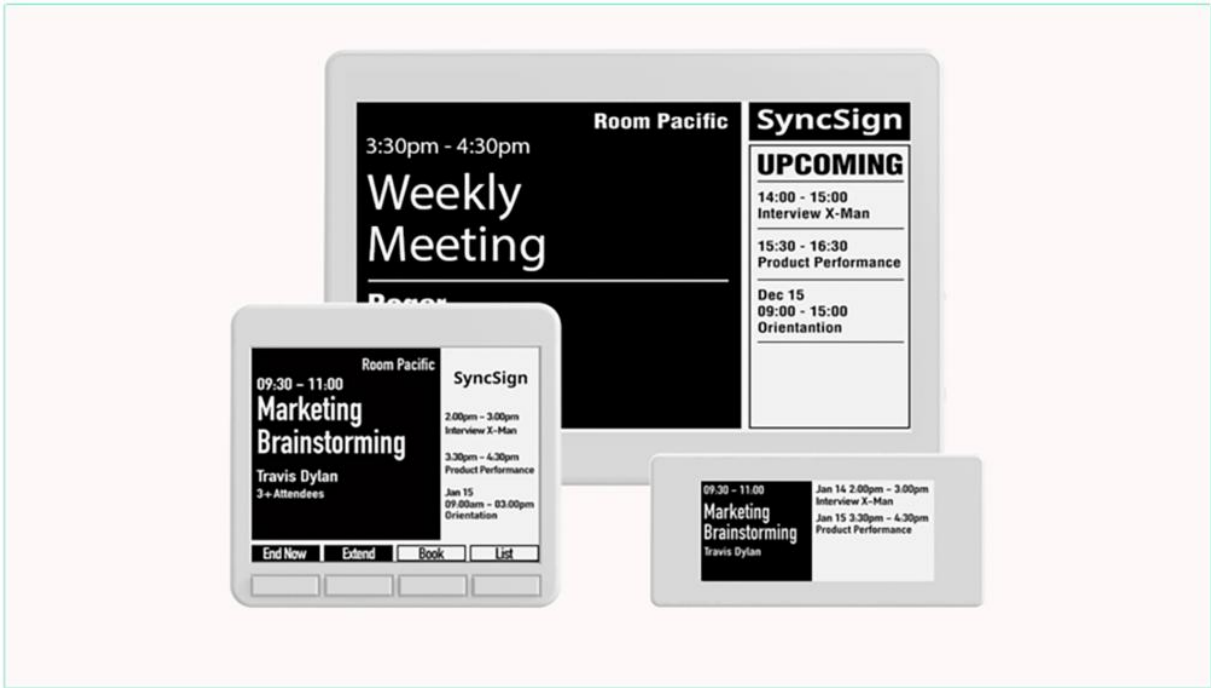 Room Pacific
3:30pm - 4:30pm
Weekly
Meeting
SyncSign
UPCOMING
14:00 - 15:00
Interview X-Man
15:30 - 16:30
Product Performance
Dec 15
09:00 - 15:00
Orientantion
Room Pacific
09:30 – 11:00
Marketing
Brainstorming
Travis Dylan
3+Attendees
SyncSign
2.00pm – 3:00pm
Interview X-Man
3:30pm – 4:30pm
Product Performance
Jan 15
09:00am – 03:00pm
Orientation
End Now Extend Book List
09:30 – 11:00
Marketing
Brainstorming
Travis Dylan
Jan 14 2.00pm – 3:00pm
Interview X-Man
Jan 15 3:30pm – 4:30pm
Product Performance